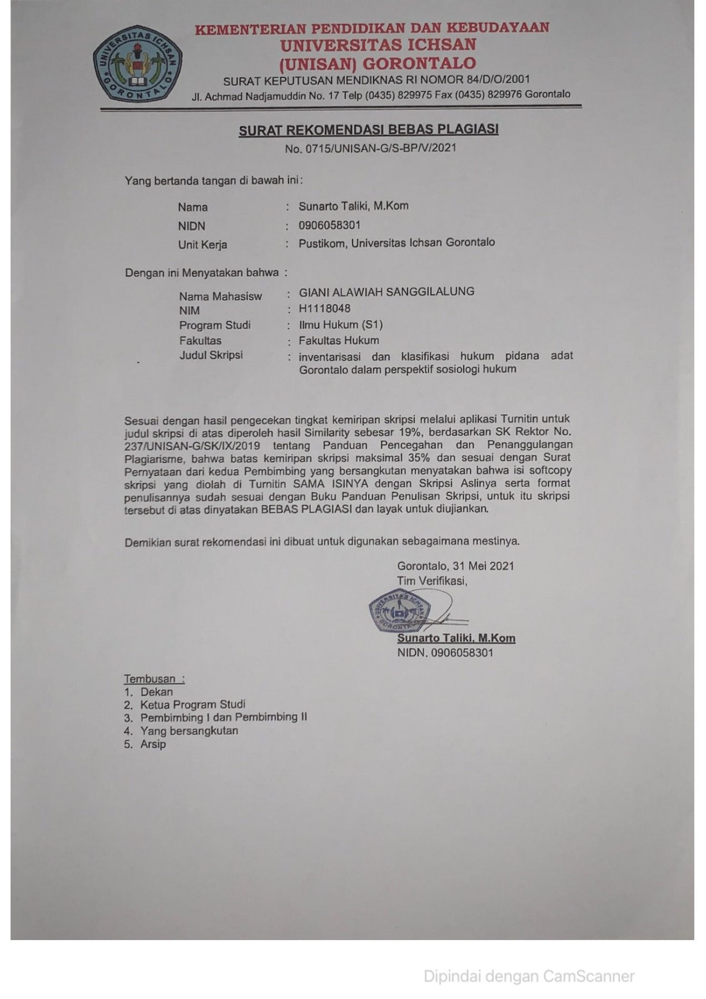 KEMENTERIAN PENDIDIKAN DAN KEBUDAYAAN
UNIVERSITAS ICHSAN
(UNISAN) GORONTALO
SURAT KEPUTUSAN MENDIKNAS RI NOMOR 84/D/O/2001
Jl. Achmad Nadjamuddin No. 17 Telp (0435) 829975 Fax (0435) 829976 Gorontalo
UNIVERSITAS ICHSAN
GORONTALO
SURAT REKOMENDASI BEBAS PLAGIASI
No. 0715/UNISAN-G/S-BP/V/2021
Yang bertanda tangan di bawah ini :
Nama : Sunarto Taliki, M.Kom
NIDN : 0906058301
Unit Kerja : Pustikom, Universitas Ichsan Gorontalo
Dengan ini Menyatakan bahwa :
Nama Mahasisw : GIANI ALAWIAH SANGGILALUNG
NIM : H1118048
Program Studi : Ilmu Hukum (S1)
Fakultas : Fakultas Hukum
Judul Skripsi : inventarisasi dan klasifikasi hukum pidana adat
Gorontalo dalam perspektif sosiologi hukum
Sesuai dengan hasil pengecekan tingkat kemiripan skripsi melalui aplikasi Turnitin untuk
judul skripsi di atas diperoleh hasil Similarity sebesar 19%, berdasarkan SK Rektor No.
237/UNISAN-G/SK/IX/2019 tentang Panduan Pencegahan dan Penanggulangan
Plagiarisme, bahwa batas kemiripan skripsi maksimal 35% dan sesuai dengan Surat
Pernyataan dari kedua Pembimbing yang bersangkutan menyatakan bahwa isi softcopy
skripsi yang diolah di Turnitin SAMA ISINYA dengan Skripsi Aslinya serta format
penulisannya sudah sesuai dengan Buku Panduan Penulisan Skripsi, untuk itu skripsi
tersebut di atas dinyatakan BEBAS PLAGIASI dan layak untuk diujiankan.
Demikian surat rekomendasi ini dibuat untuk digunakan sebagaimana mestinya.
Gorontalo, 31 Mei 2021
Tim Verifikasi,
UNIVERSITAS ICHSAN
GORONTALO
Sunarto Taliki, M.Kom
NIDN. 0906058301
Tembusan :
1. Dekan
2. Ketua Program Studi
3. Pembimbing I dan Pembimbing II
4. Yang bersangkutan
5. Arsip
Dipindai dengan CamScanner